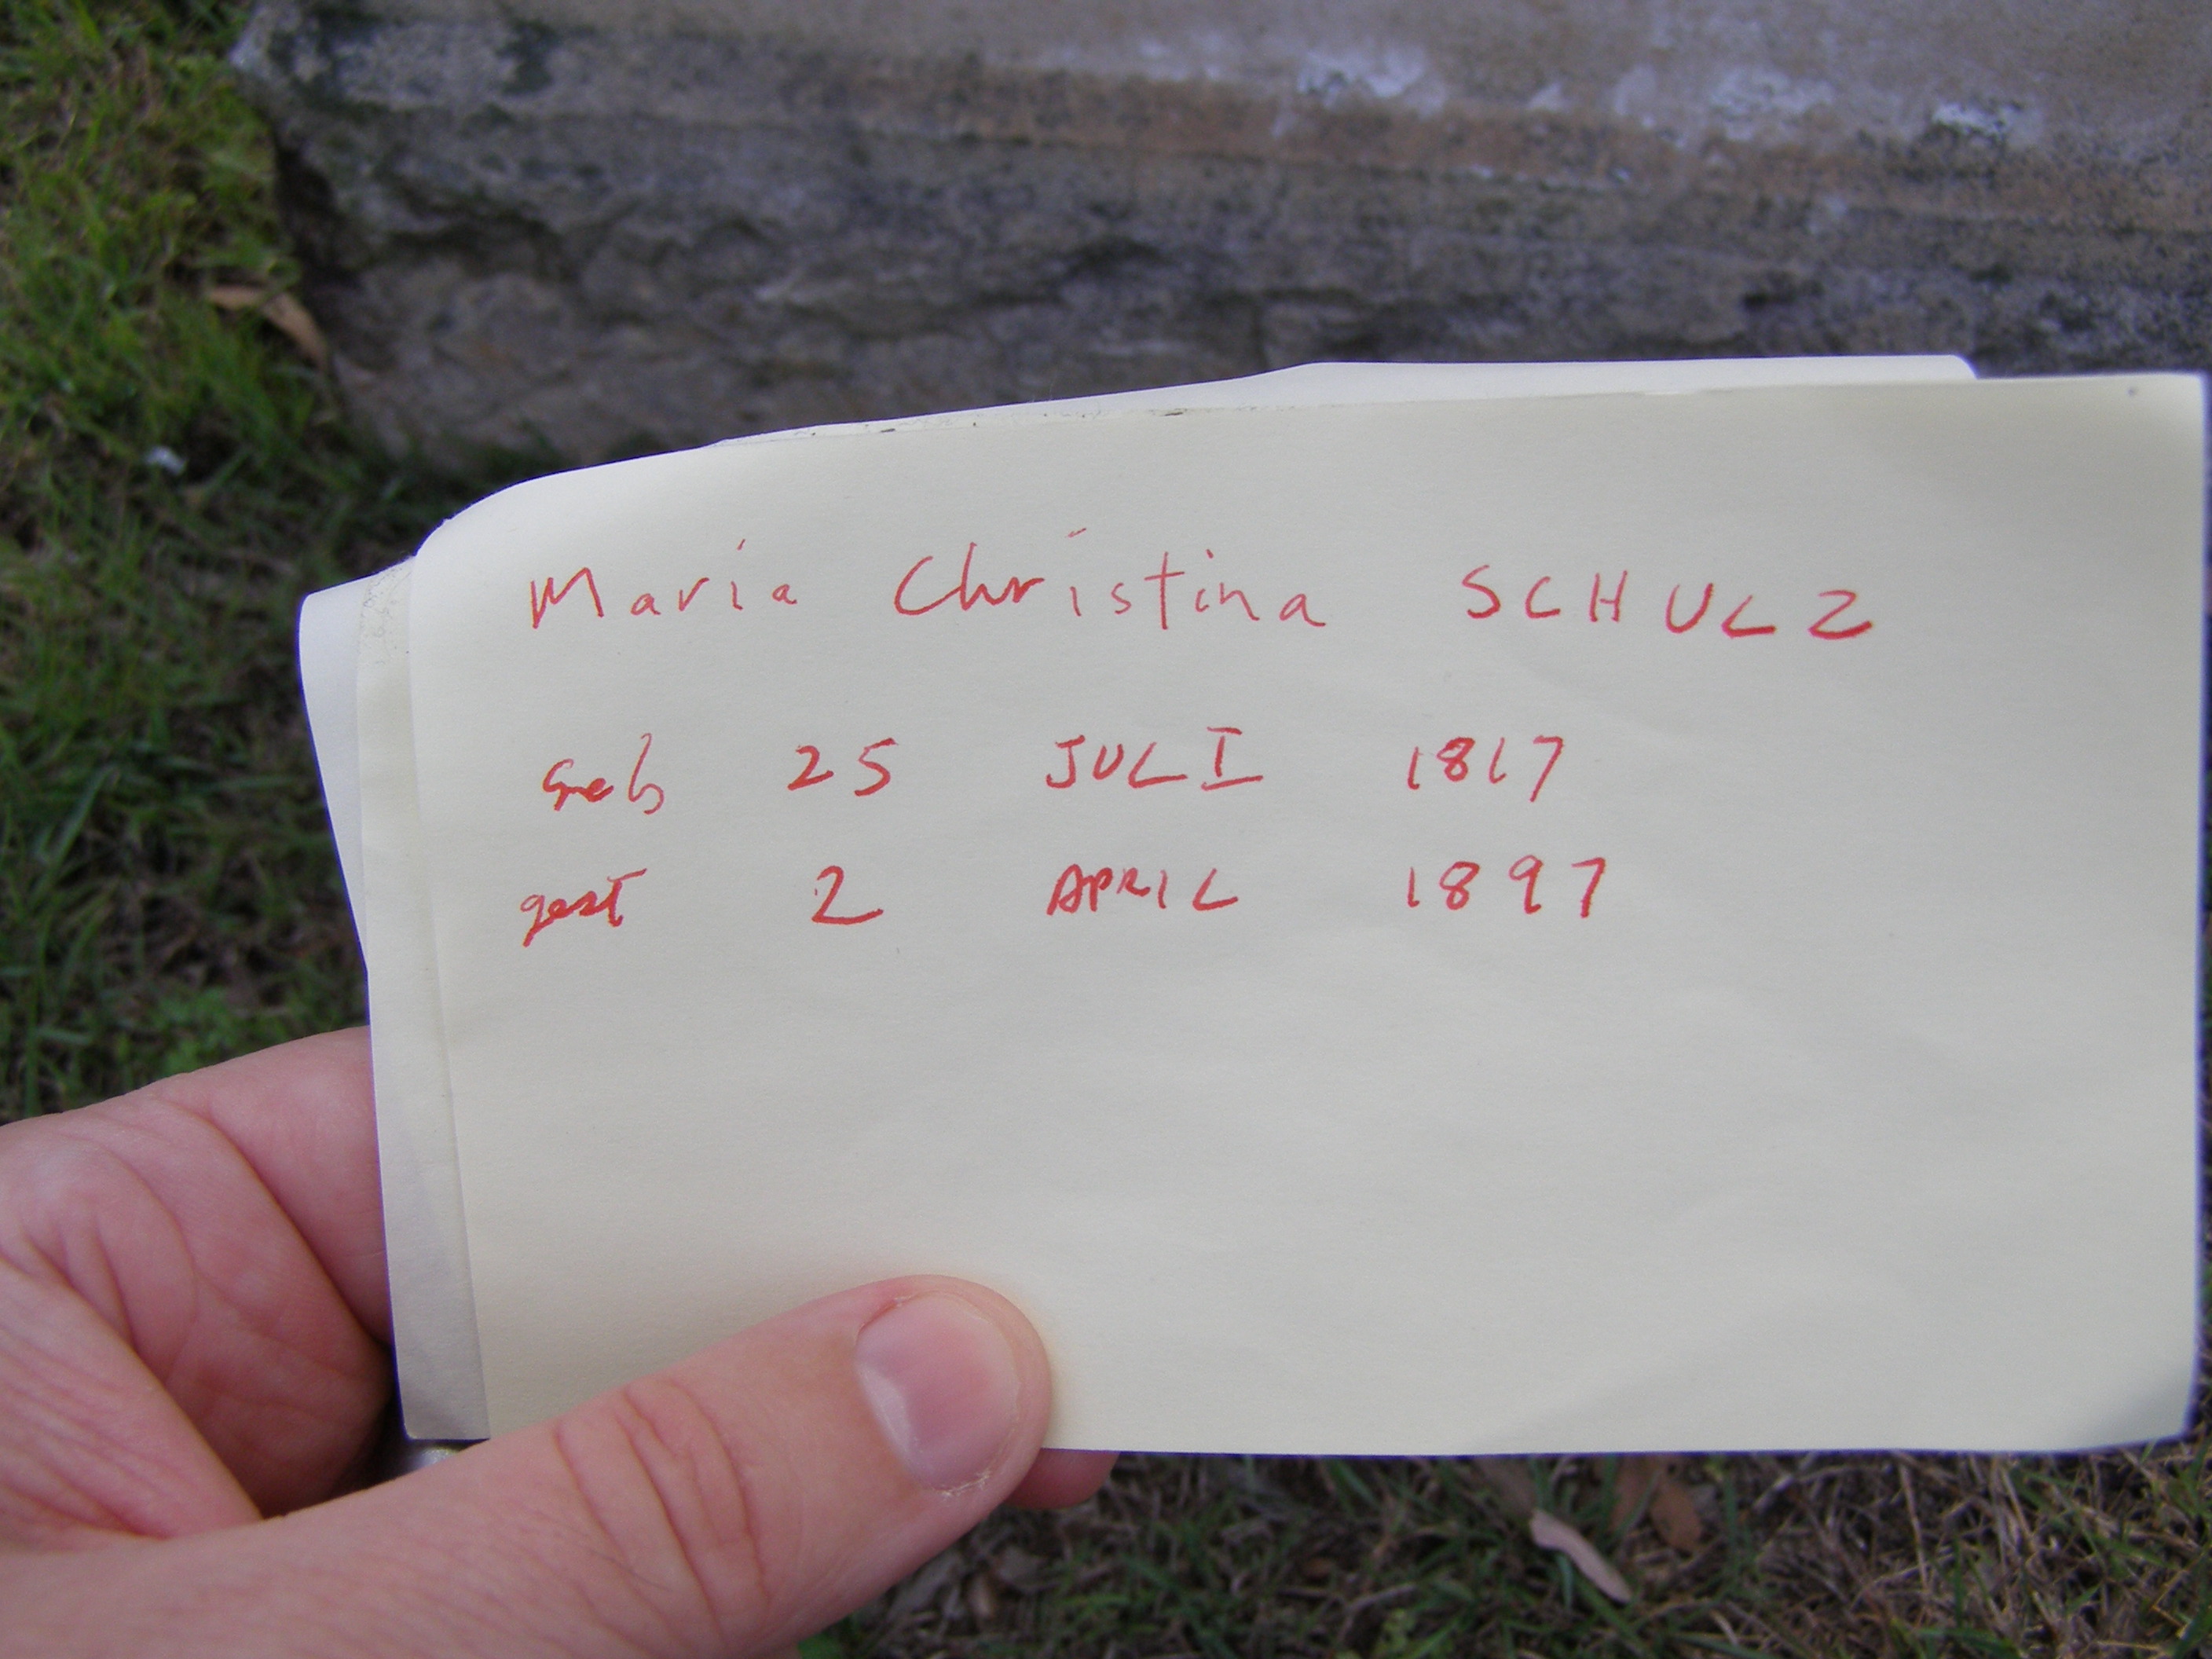 Maria Christina SCHULZ
Geb 25 JULI 1817
gest 2 APRIL 1897